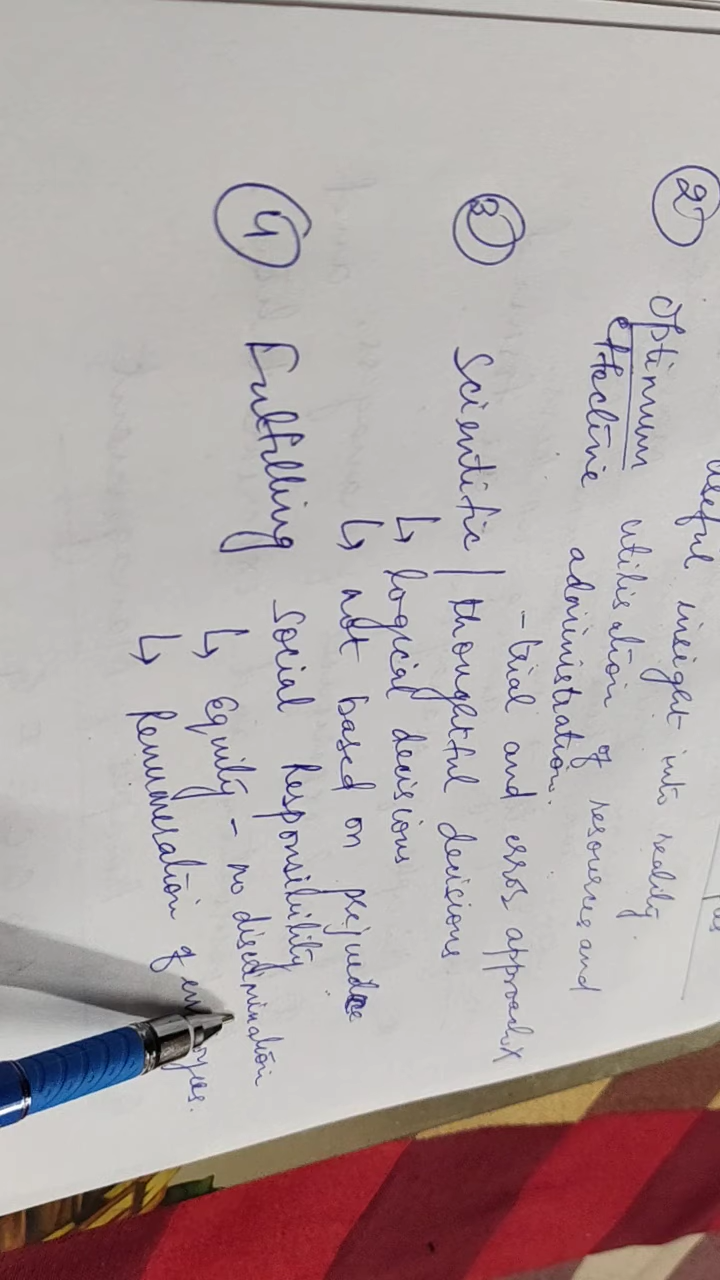 useful insight into reality.
② Optimum utilisation of resources and
effective administration.
- trial and error approach x
③ Scientific / thoughtful decisions
↳ logical decisions
↳ not based on prejudice
④ Fulfilling Social Responsibility
↳ Equity - no discrimination
↳ Remuneration of